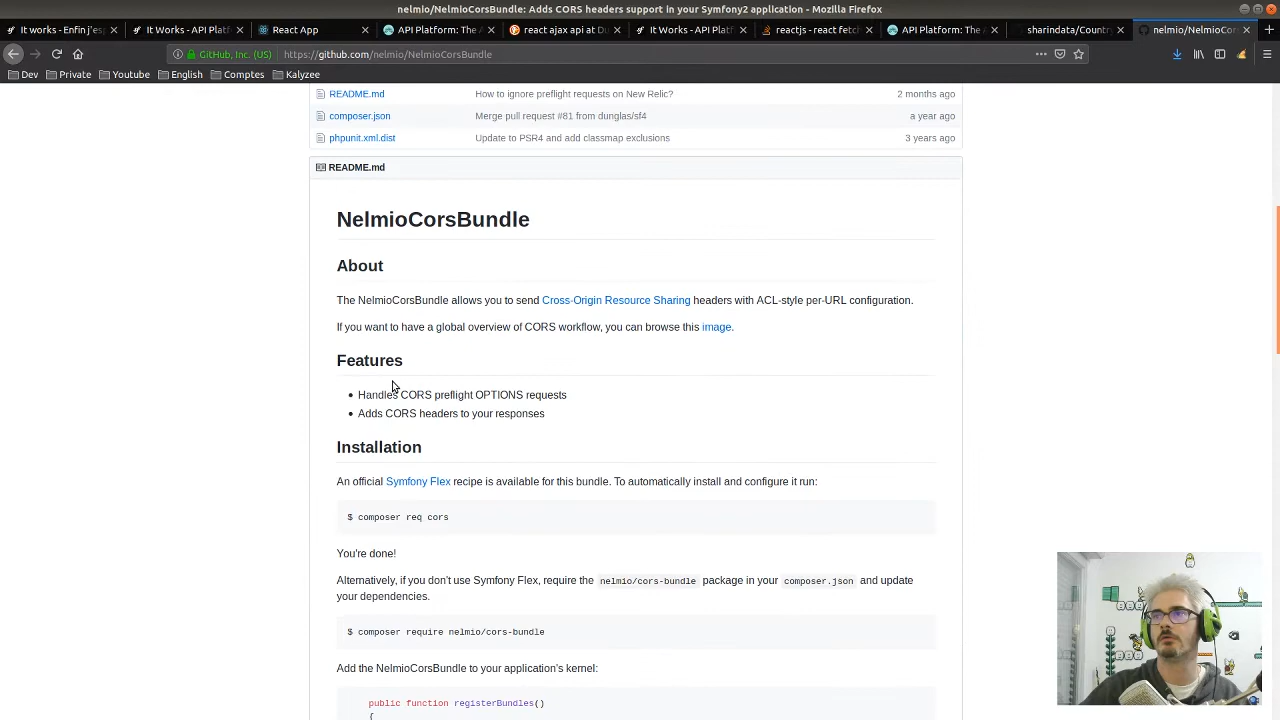 nelmio/NelmioCorsBundle: Adds CORS headers support in your Symfony2 application - Mozilla Firefox
It works - Enfin j'es
It Works - API Platf
React App
API Platform: The A
react ajax api at Du
It Works - API Platf
reactjs - react fetc
API Platform: The A
sharindata/Countr
nelmio/NelmioCors
GitHub, Inc. (US)
https://github.com/nelmio/NelmioCorsBundle
Dev
Private
Youtube
English
Comptes
Kalyzee
README.md
How to ignore preflight requests on New Relic?
2 months ago
composer.json
Merge pull request #81 from dunglas/sf4
a year ago
phpunit.xml.dist
Update to PSR4 and add classmap exclusions
3 years ago
README.md
NelmioCorsBundle
About
The NelmioCorsBundle allows you to send Cross-Origin Resource Sharing headers with ACL-style per-URL configuration.
If you want to have a global overview of CORS workflow, you can browse this image.
Features
Handles CORS preflight OPTIONS requests
Adds CORS headers to your responses
Installation
An official Symfony Flex recipe is available for this bundle. To automatically install and configure it run:
$ composer req cors
You're done!
Alternatively, if you don't use Symfony Flex, require the nelmio/cors-bundle package in your composer.json and update
your dependencies.
$ composer require nelmio/cors-bundle
Add the NelmioCorsBundle to your application's kernel:
public function registerBundles()
{